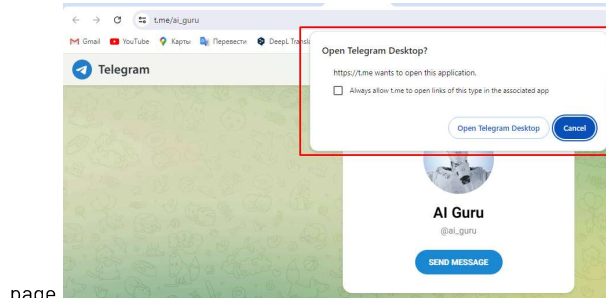 t.me/ai_guru
Gmail YouTube Карты Перевести DeepL Transla
Telegram
Open Telegram Desktop?
https://t.me wants to open this application.
Always allow t.me to open links of this type in the associated app
Open Telegram Desktop Cancel
AI Guru
@ai_guru
SEND MESSAGE
page